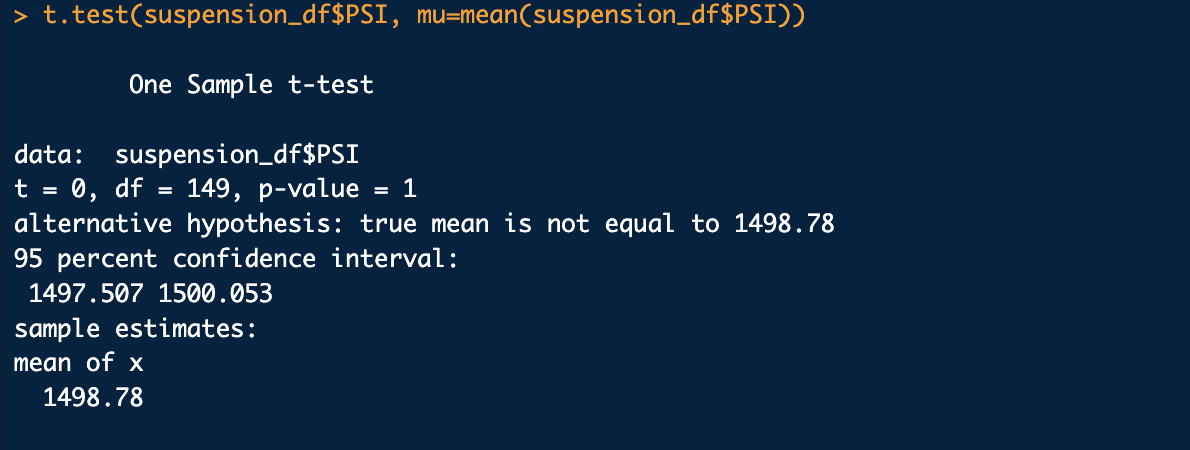 > t.test(suspension_df$PSI, mu=mean(suspension_df$PSI))
One Sample t-test
data:  suspension_df$PSI
t = 0, df = 149, p-value = 1
alternative hypothesis: true mean is not equal to 1498.78
95 percent confidence interval:
1497.507 1500.053
sample estimates:
mean of x
1498.78